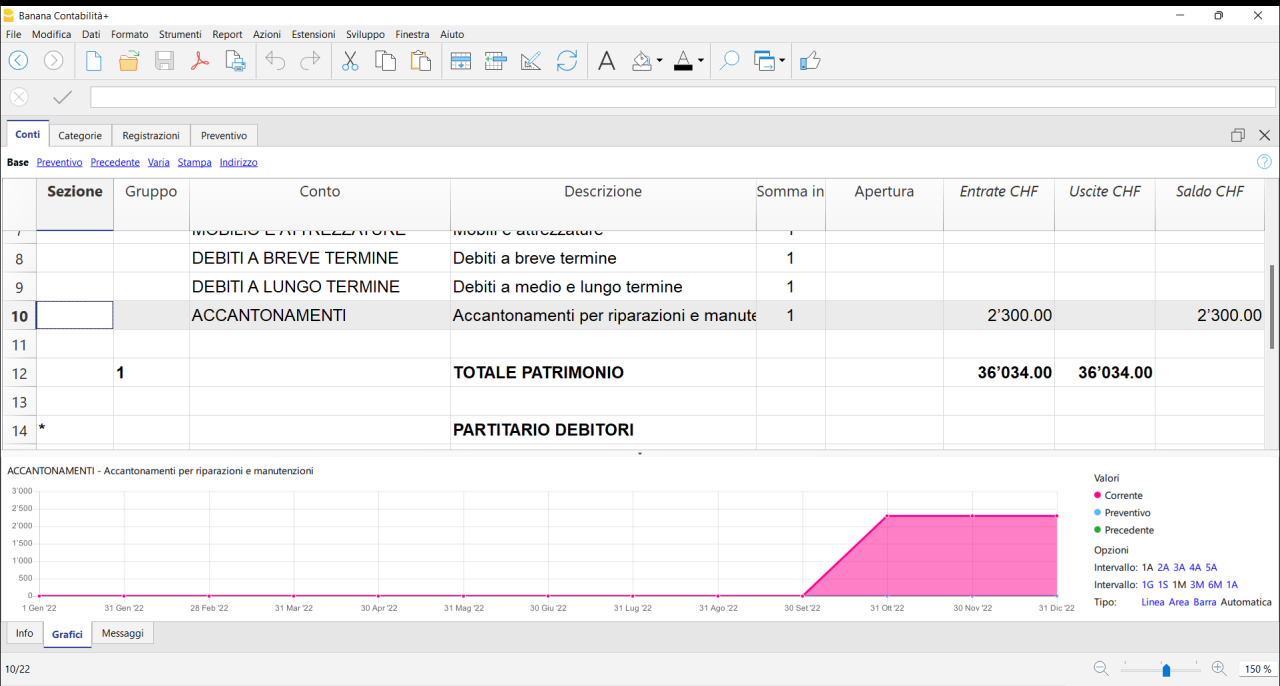 Banana Contabilità+
File Modifica Dati Formato Strumenti Report Azioni Estensioni Sviluppo Finestra Aiuto
Conti Categorie Registrazioni Preventivo
Base Preventivo Precedente Varia Stampa Indirizzo
Sezione Gruppo Conto Descrizione Somma in Apertura Entrate CHF Uscite CHF Saldo CHF
7 MOBILIO E ATTREZZATURE Mobili e attrezzature 1
8 DEBITI A BREVE TERMINE Debiti a breve termine 1
9 DEBITI A LUNGO TERMINE Debiti a medio e lungo termine 1
10 ACCANTONAMENTI Accantonamenti per riparazioni e manute 1 2’300.00 2’300.00
11
12 1 TOTALE PATRIMONIO 36’034.00 36’034.00
13
14 * PARTITARIO DEBITORI
ACCANTONAMENTI - Accantonamenti per riparazioni e manutenzioni
3'000
2'500
2'000
1'500
1'000
500
0
1 Gen '22 31 Gen '22 28 Feb '22 31 Mar '22 30 Apr '22 31 Mag '22 30 Giu '22 31 Lug '22 31 Ago '22 30 Set '22 31 Ott '22 30 Nov '22 31 Dic '22
Valori
Corrente
Preventivo
Precedente
Opzioni
Intervallo: 1A 2A 3A 4A 5A
Intervallo: 1G 1S 1M 3M 6M 1A
Tipo: Linea Area Barra Automatica
Info Grafici Messaggi
10/22
150 %